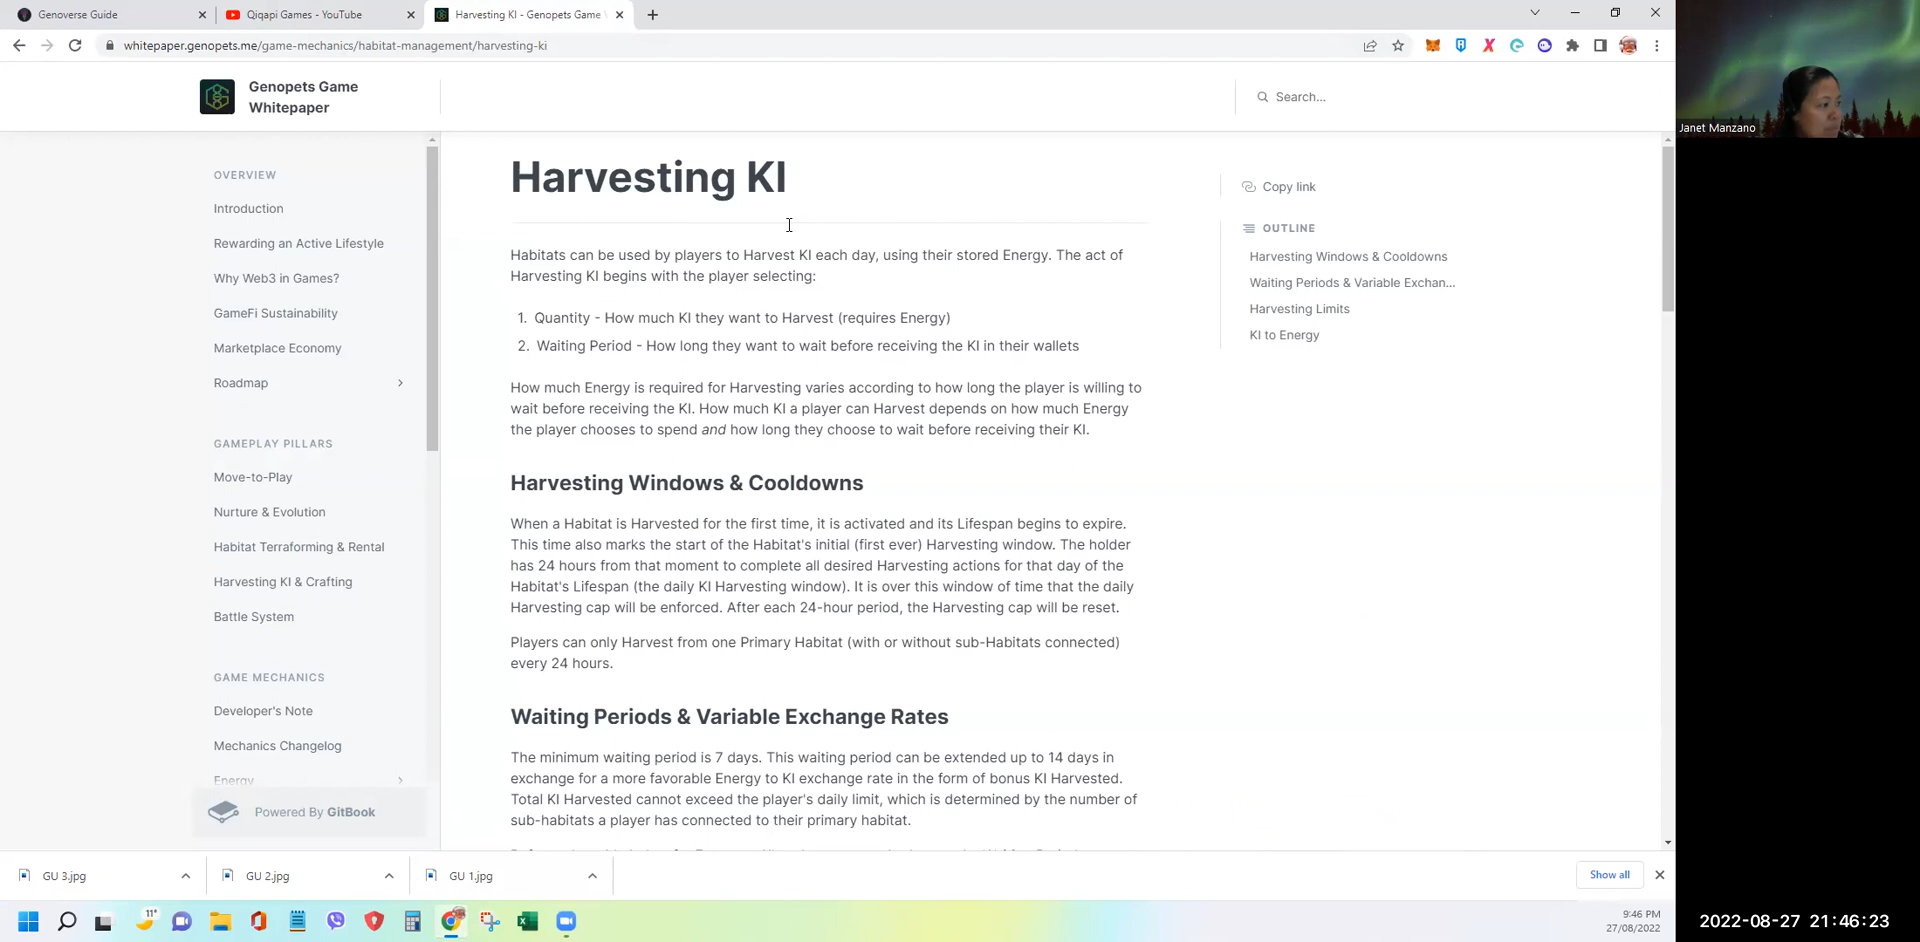 Genoverse Guide
Qiqapi Games - YouTube
Harvesting KI - Genopets Game
whitepaper.genopets.me/game-mechanics/habitat-management/harvesting-ki
Genopets Game
Whitepaper
Search...
Janet Manzano
OVERVIEW
Introduction
Rewarding an Active Lifestyle
Why Web3 in Games?
GameFi Sustainability
Marketplace Economy
Roadmap
GAMEPLAY PILLARS
Move-to-Play
Nurture & Evolution
Habitat Terraforming & Rental
Harvesting KI & Crafting
Battle System
GAME MECHANICS
Developer's Note
Mechanics Changelog
Energy
Powered By GitBook
Harvesting KI
Habitats can be used by players to Harvest KI each day, using their stored Energy. The act of
Harvesting KI begins with the player selecting:
1. Quantity - How much KI they want to Harvest (requires Energy)
2. Waiting Period - How long they want to wait before receiving the KI in their wallets
How much Energy is required for Harvesting varies according to how long the player is willing to
wait before receiving the KI. How much KI a player can Harvest depends on how much Energy
the player chooses to spend and how long they choose to wait before receiving their KI.
Harvesting Windows & Cooldowns
When a Habitat is Harvested for the first time, it is activated and its Lifespan begins to expire.
This time also marks the start of the Habitat's initial (first ever) Harvesting window. The holder
has 24 hours from that moment to complete all desired Harvesting actions for that day of the
Habitat's Lifespan (the daily KI Harvesting window). It is over this window of time that the daily
Harvesting cap will be enforced. After each 24-hour period, the Harvesting cap will be reset.
Players can only Harvest from one Primary Habitat (with or without sub-Habitats connected)
every 24 hours.
Waiting Periods & Variable Exchange Rates
The minimum waiting period is 7 days. This waiting period can be extended up to 14 days in
exchange for a more favorable Energy to KI exchange rate in the form of bonus KI Harvested.
Total KI Harvested cannot exceed the player's daily limit, which is determined by the number of
sub-habitats a player has connected to their primary habitat.
Copy link
OUTLINE
Harvesting Windows & Cooldowns
Waiting Periods & Variable Exchan...
Harvesting Limits
KI to Energy
GU 3.jpg
GU 2.jpg
GU 1.jpg
Show all
11°
9:46 PM
27/08/2022
2022-08-27 21:46:23